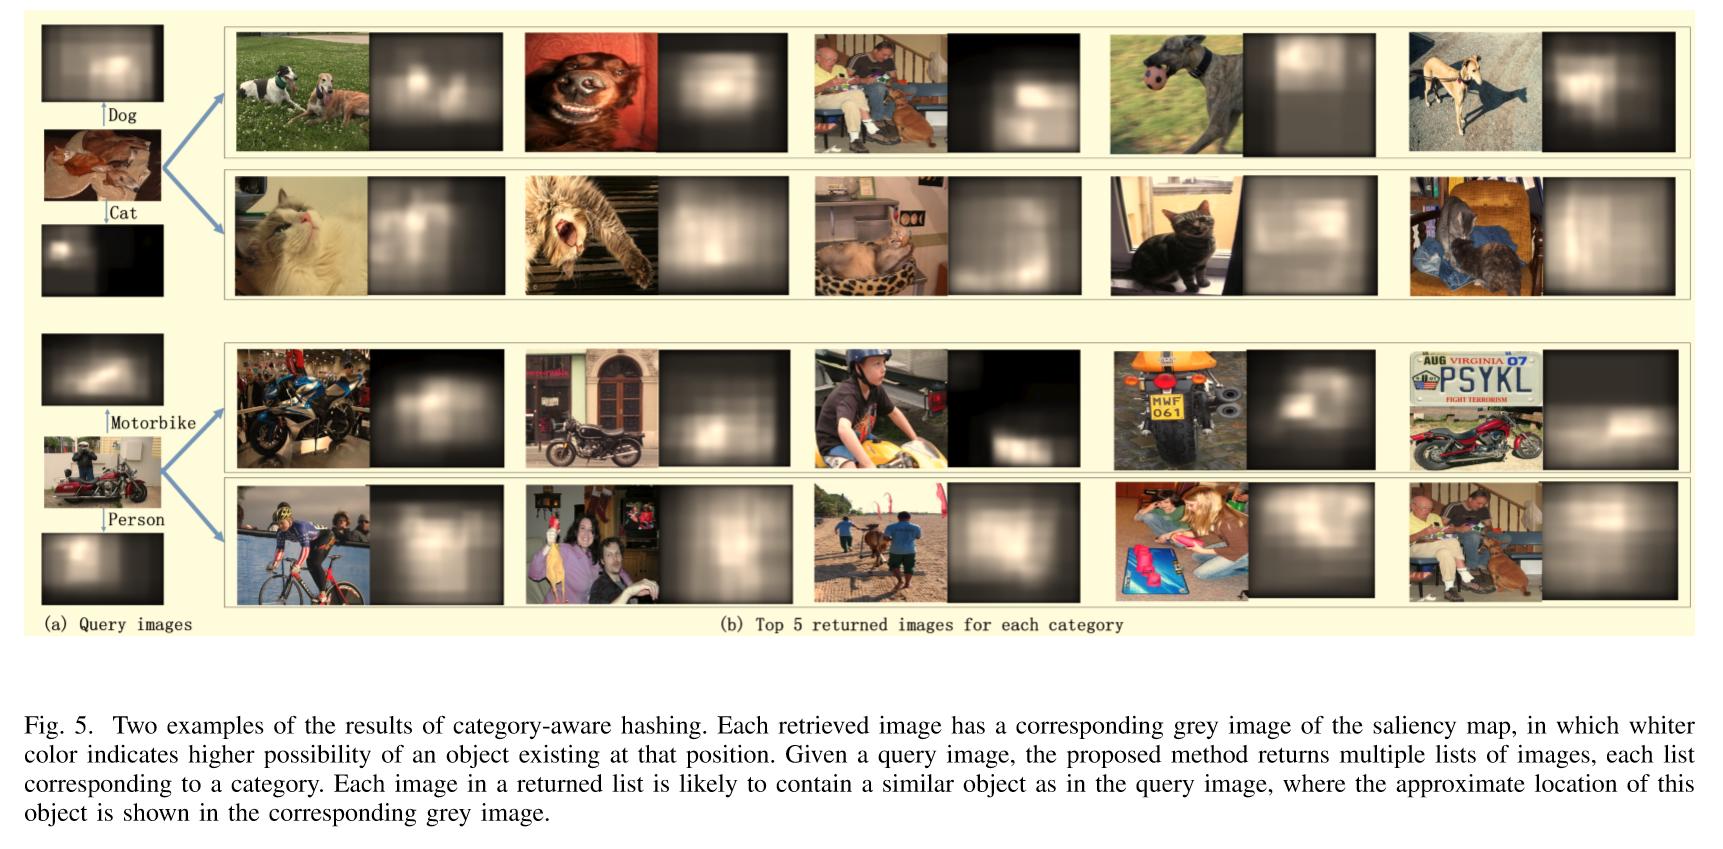 Dog
Cat
Motorbike
Person
MWF
061
AUG VIRGINIA 07
PSYKL
FIGHT TERRORISM
(a) Query images
(b) Top 5 returned images for each category
Fig. 5. Two examples of the results of category-aware hashing. Each retrieved image has a corresponding grey image of the saliency map, in which whiter
color indicates higher possibility of an object existing at that position. Given a query image, the proposed method returns multiple lists of images, each list
corresponding to a category. Each image in a returned list is likely to contain a similar object as in the query image, where the approximate location of this
object is shown in the corresponding grey image.